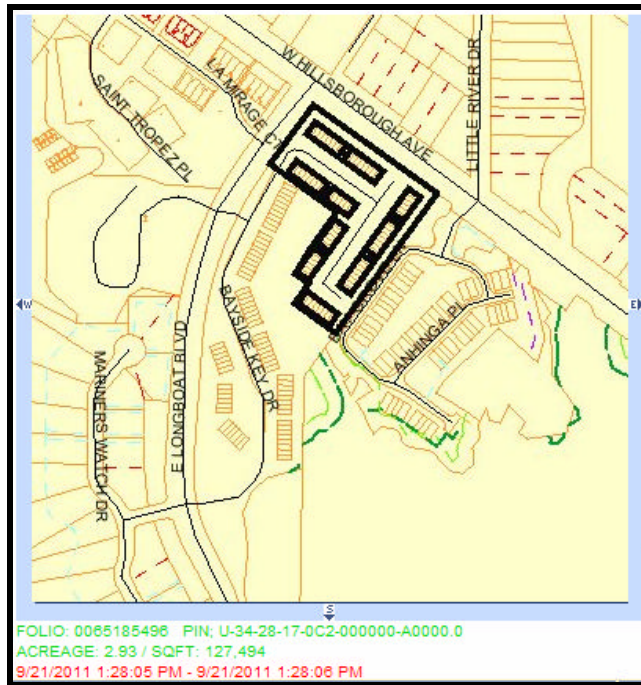 W HILLSBOROUGH AVE
LITTLE RIVER DR
LA MIRAGE CT
SAINT TROPEZ PL
W
E
BAYSIDE KEY DR
ANHINGA PL
E LONGBOAT BLVD
MARINERS WATCH DR
S
FOLIO: 0065185496 PIN; U-34-28-17-0C2-000000-A0000.0
ACREAGE: 2.93 / SQFT: 127,494
9/21/2011 1:28:05 PM - 9/21/2011 1:28:06 PM